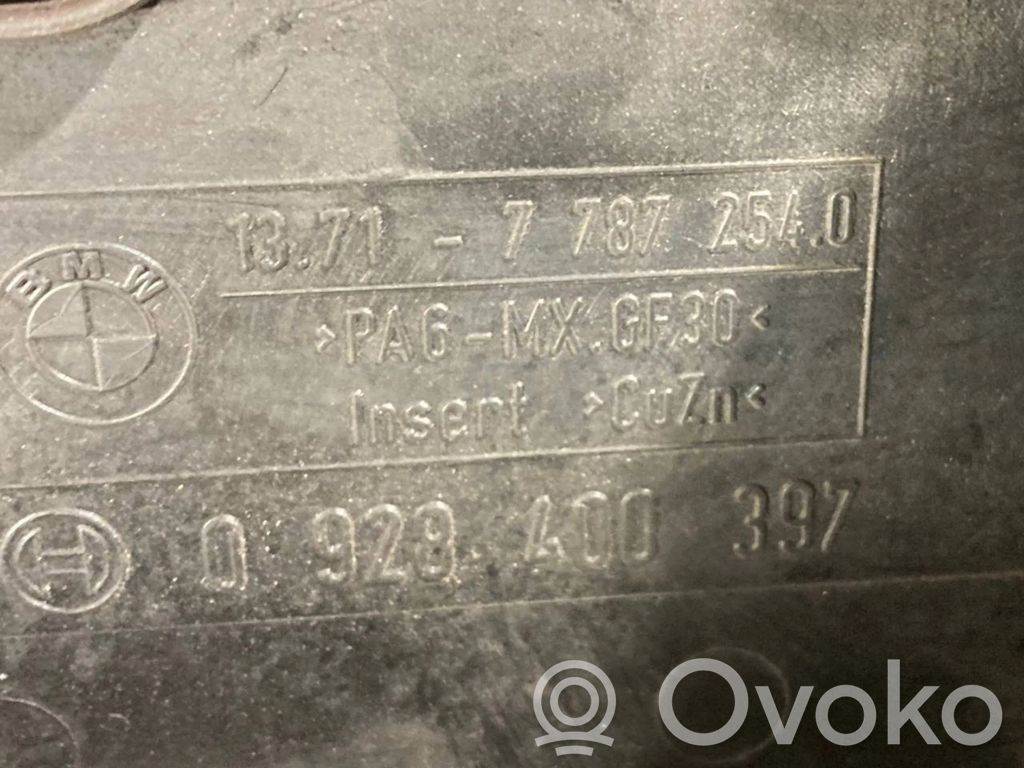 13.71 - 7 787 254.0
BMW
>PA6-MX.GF30<
Insert >CuZn<
0 928 400 397
Ovoko